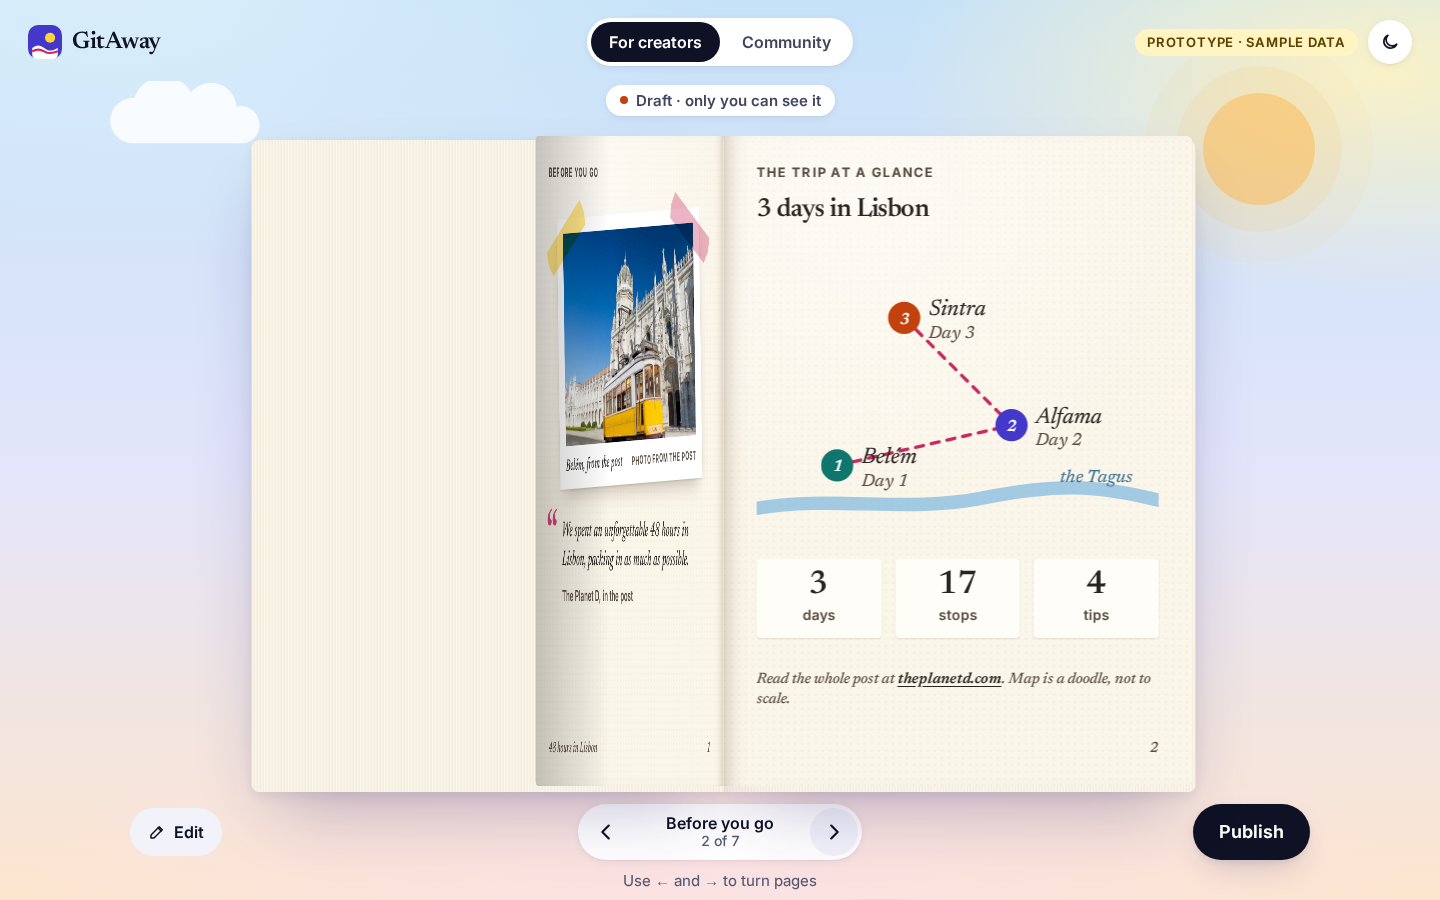 GitAway
For creators
Community
PROTOTYPE · SAMPLE DATA
Draft · only you can see it
BEFORE YOU GO
Belém, from the post
PHOTO FROM THE POST
“We spent an unforgettable 48 hours in
Lisbon, packing in as much as possible.
The Planet D, in the post
48 hours in Lisbon
1
THE TRIP AT A GLANCE
3 days in Lisbon
3
Sintra
Day 3
2
Alfama
Day 2
1
Belém
Day 1
the Tagus
3
days
17
stops
4
tips
Read the whole post at theplanetd.com. Map is a doodle, not to
scale.
2
Edit
Before you go
2 of 7
Publish
Use ← and → to turn pages